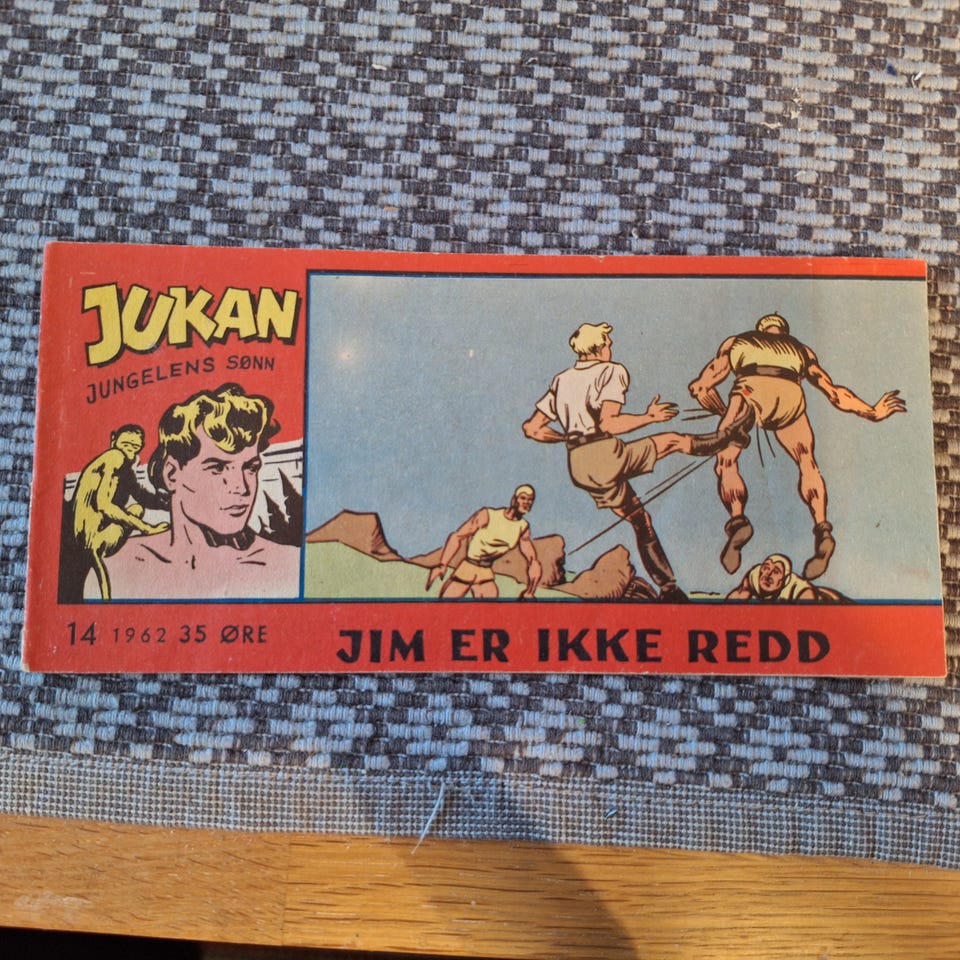 JUKAN
JUNGELENS SØNN
14 1962 35 ØRE
JIM ER IKKE REDD